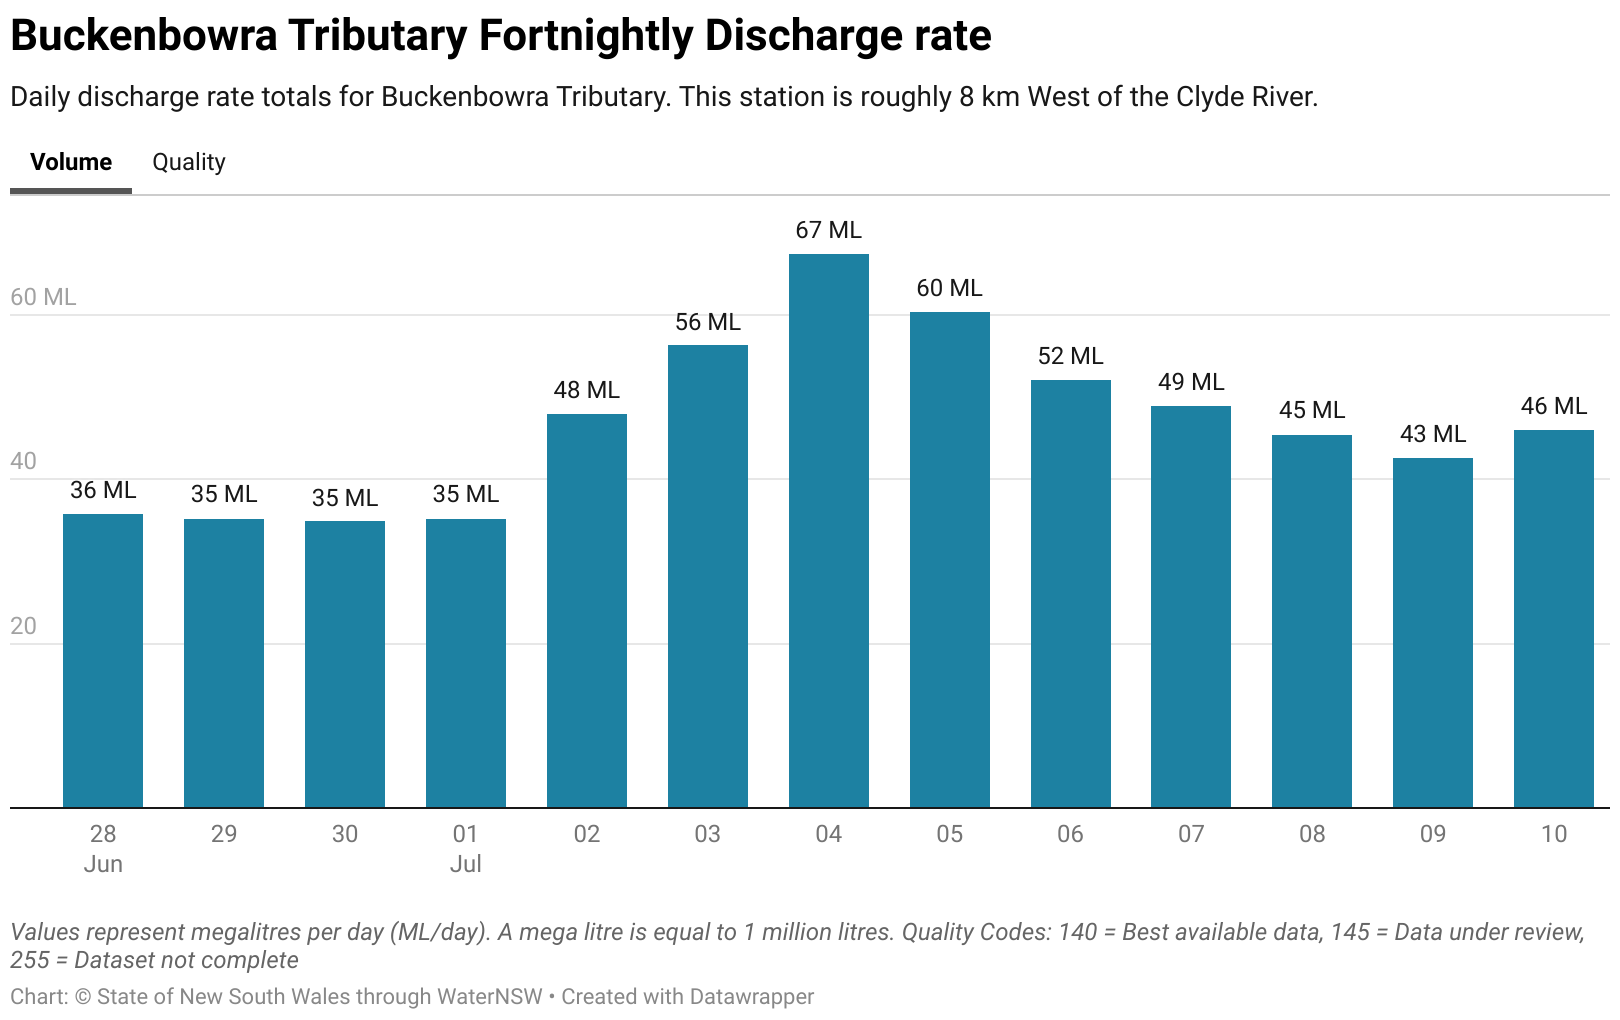 Buckenbowra Tributary Fortnightly Discharge rate
Daily discharge rate totals for Buckenbowra Tributary. This station is roughly 8 km West of the Clyde River.
Volume Quality
67 ML
60 ML
60 ML
56 ML
52 ML
49 ML
48 ML
45 ML
46 ML
43 ML
40
36 ML 35 ML 35 ML 35 ML
20
28 29 30 01 02 03 04 05 06 07 08 09 10
Jun Jul
Values represent megalitres per day (ML/day). A mega litre is equal to 1 million litres. Quality Codes: 140 = Best available data, 145 = Data under review,
255 = Dataset not complete
Chart: © State of New South Wales through WaterNSW • Created with Datawrapper